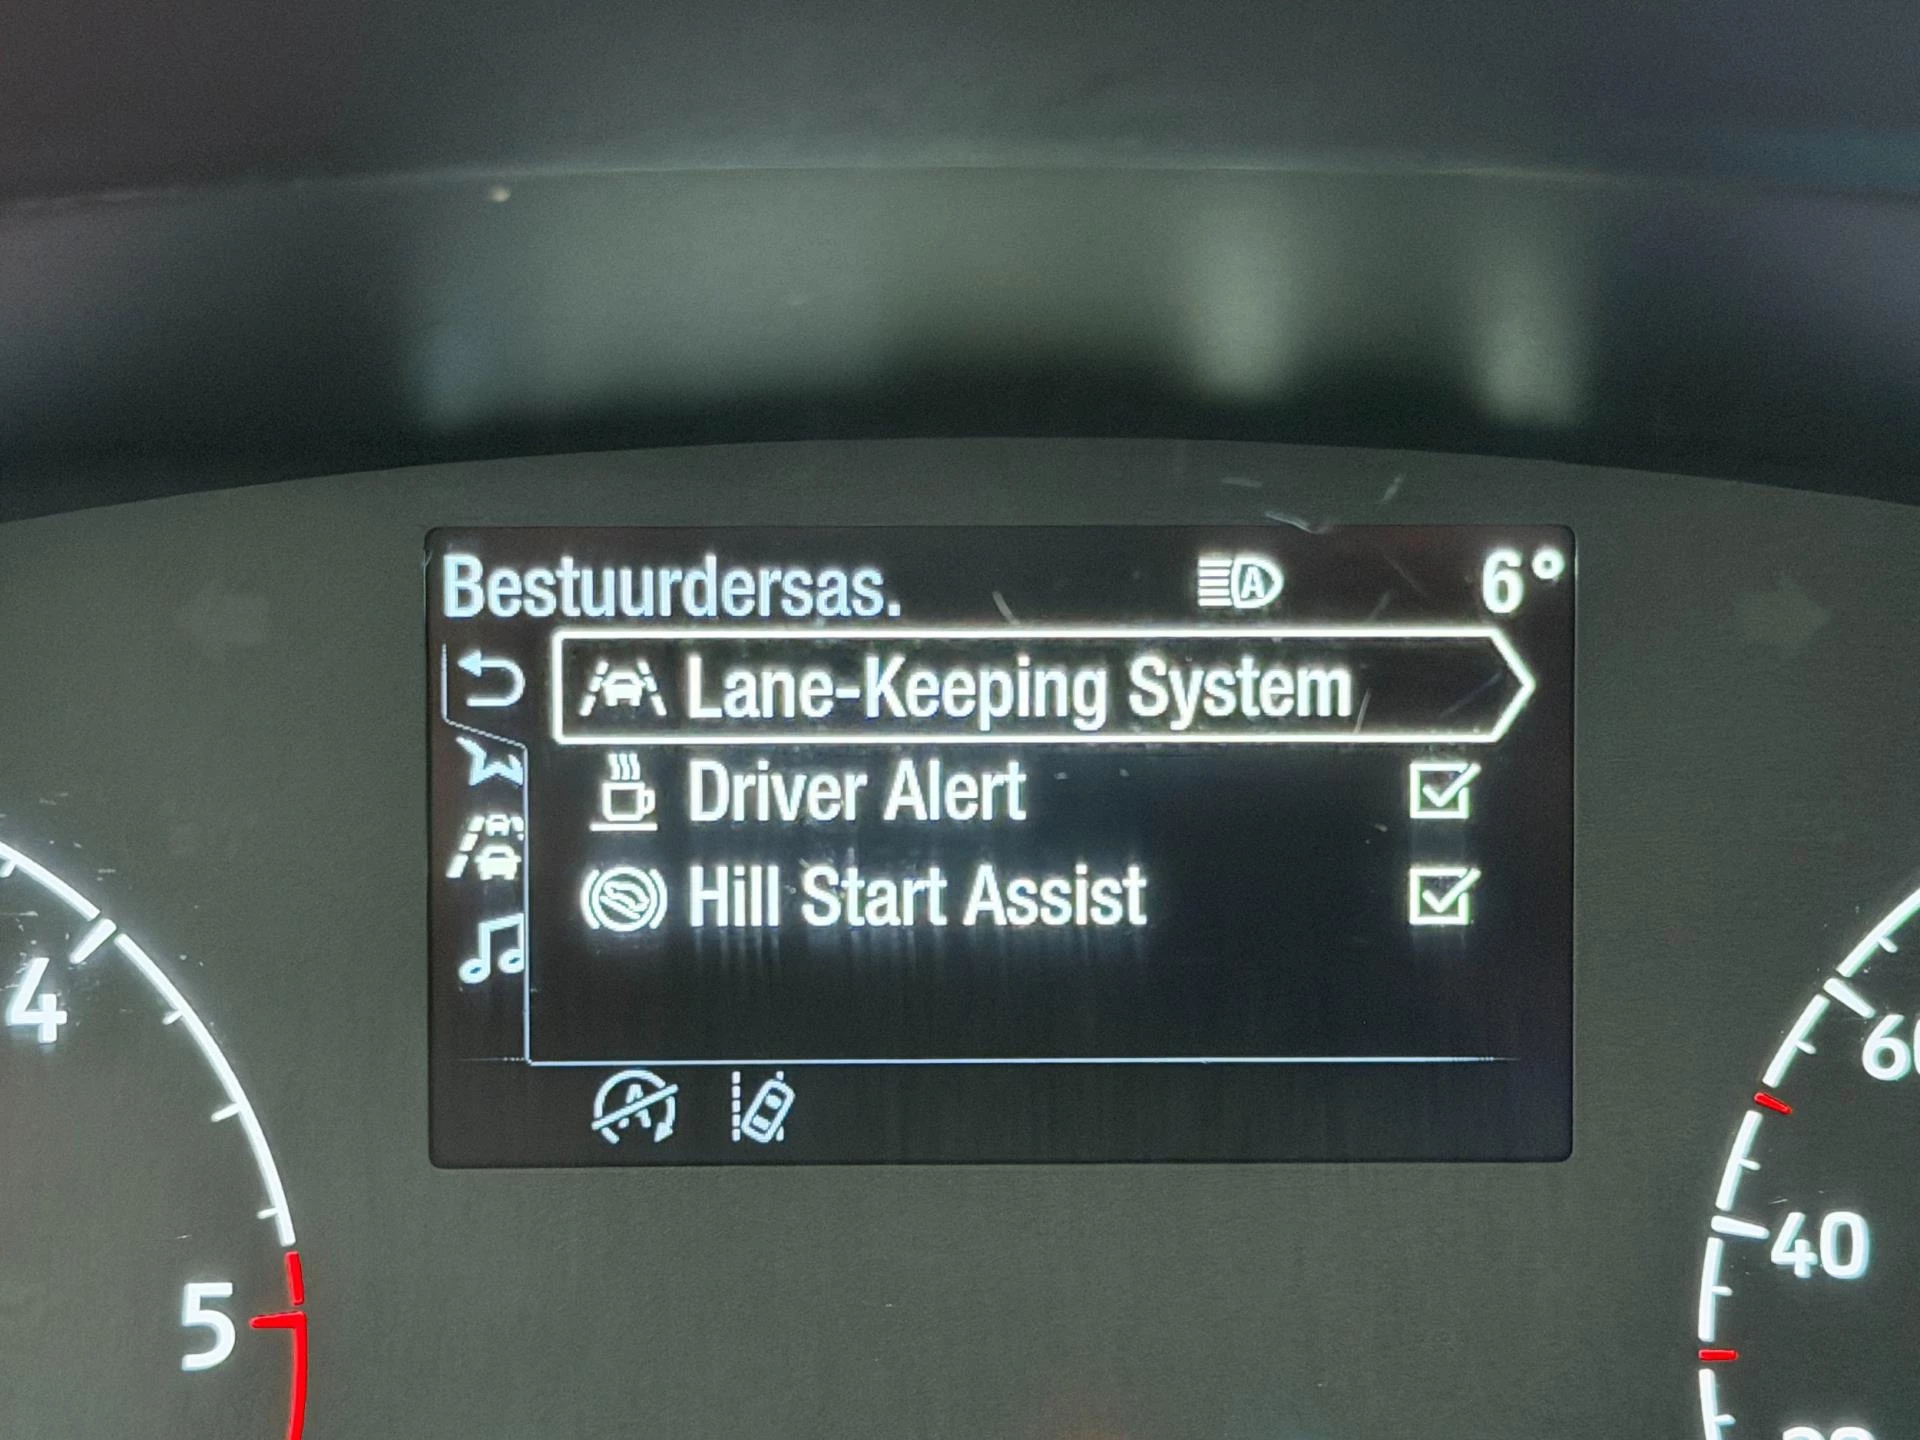 Bestuurdersas. A 6°
Lane-Keeping System
Driver Alert
Hill Start Assist
A
4
5
60
40